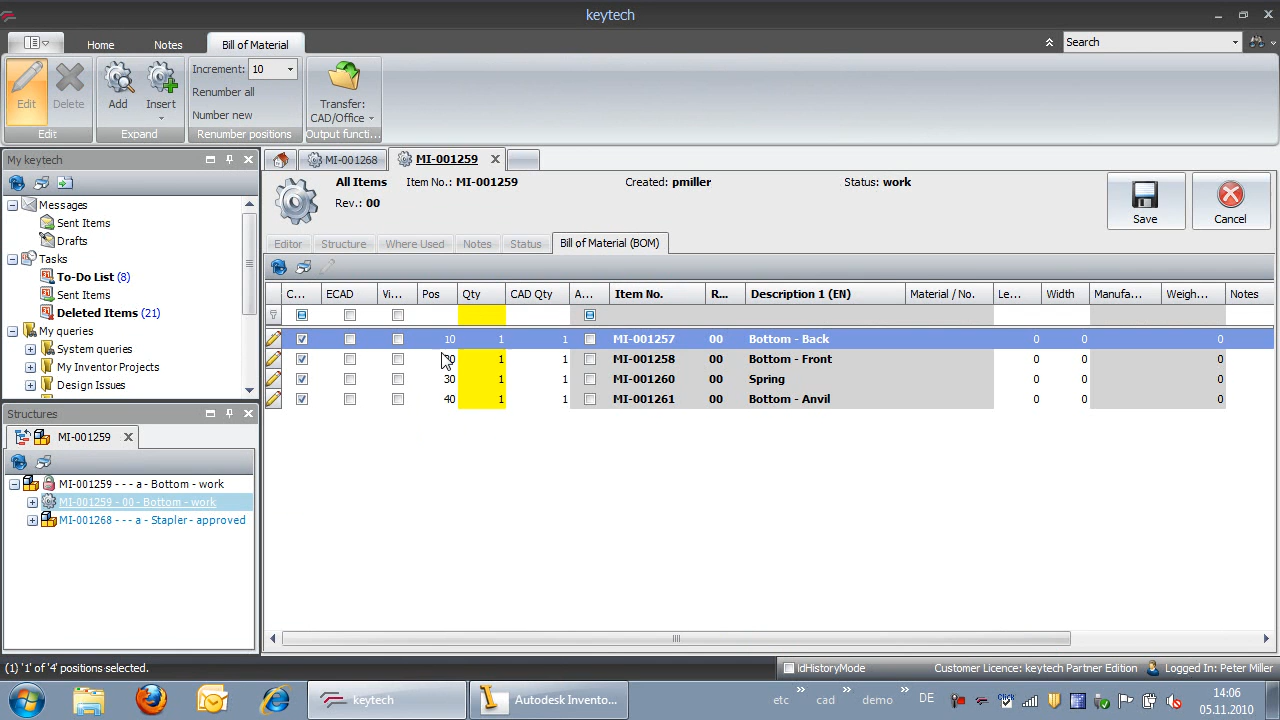 keytech
Home Notes Bill of Material Search
Edit Delete Add Insert Increment: 10 Transfer: CAD/Office
Renumber all
Number new
Edit Expand Renumber positions Output functi...
My keytech MI-001268 MI-001259
Messages
Sent Items
Drafts
Tasks
To-Do List (8)
Sent Items
Deleted Items (21)
My queries
System queries
My Inventor Projects
Design Issues
All Items Item No.: MI-001259 Created: pmiller Status: work
Rev.: 00
Save Cancel
Editor Structure Where Used Notes Status Bill of Material (BOM)
C... ECAD Vi... Pos Qty CAD Qty A... Item No. R... Description 1 (EN) Material / No. Le... Width Manufa... Weigh... Notes
10 1 1 MI-001257 00 Bottom - Back 0 0 0
1 1 MI-001258 00 Bottom - Front 0 0 0
30 1 1 MI-001260 00 Spring 0 0 0
40 1 1 MI-001261 00 Bottom - Anvil 0 0 0
Structures
MI-001259
MI-001259 - - - a - Bottom - work
MI-001259 - 00 - Bottom - work
MI-001268 - - - a - Stapler - approved
(1) '1' of '4' positions selected. idHistoryMode Customer Licence: keytech Partner Edition Logged In: Peter Miller
keytech Autodesk Invento... etc » cad » demo » DE 14:06
05.11.2010